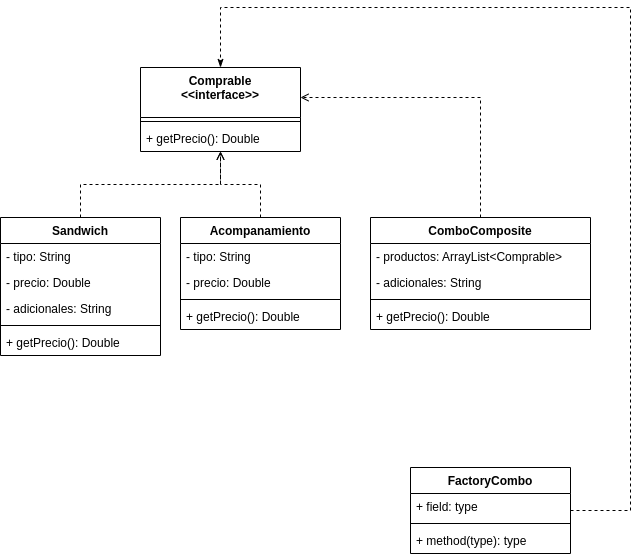 Comprable
<<interface>>
+ getPrecio(): Double
Sandwich
- tipo: String
- precio: Double
- adicionales: String
+ getPrecio(): Double
Acompanamiento
- tipo: String
- precio: Double
+ getPrecio(): Double
ComboComposite
- productos: ArrayList<Comprable>
- adicionales: String
+ getPrecio(): Double
FactoryCombo
+ field: type
+ method(type): type